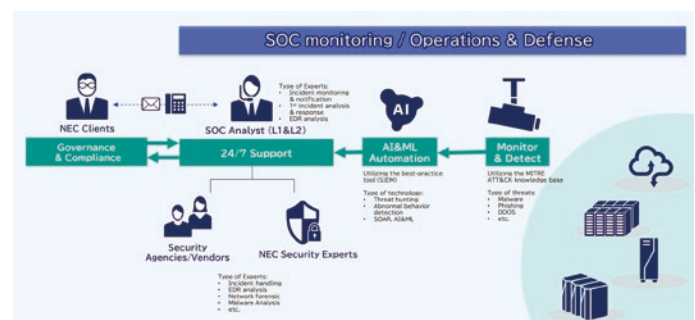 SOC monitoring / Operations & Defense
NEC Clients
SOC Analyst (L1&L2)
Type of Experts:
• Incident monitoring
& notification
• 1st incident analysis
& response
• EDR analysis
AI
Governance
& Compliance
24/7 Support
AI&ML
Automation
Monitor
& Detect
Utilizing the best-practice
tool (SIEM)
Type of technology:
• Threat hunting
• Abnormal behavior
detection
• SOAR, AI&ML
Utilizing the MITRE
ATT&CK knowledge base
Type of threats:
• Malware
• Phishing
• DDOS
• etc.
Security
Agencies/Vendors
NEC Security Experts
Type of Experts:
• Incident handling
• EDR analysis
• Network forensic
• Malware Analysis
• etc.